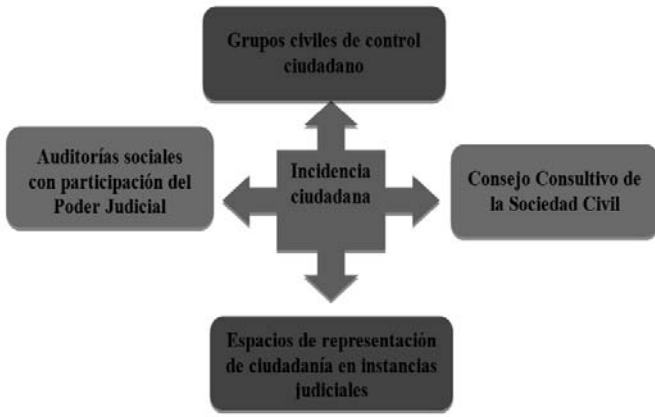 Grupos civiles de control
ciudadano
Auditorías sociales
con participación del
Poder Judicial
Incidencia
ciudadana
Consejo Consultivo de
la Sociedad Civil
Espacios de representación
de ciudadanía en instancias
judiciales